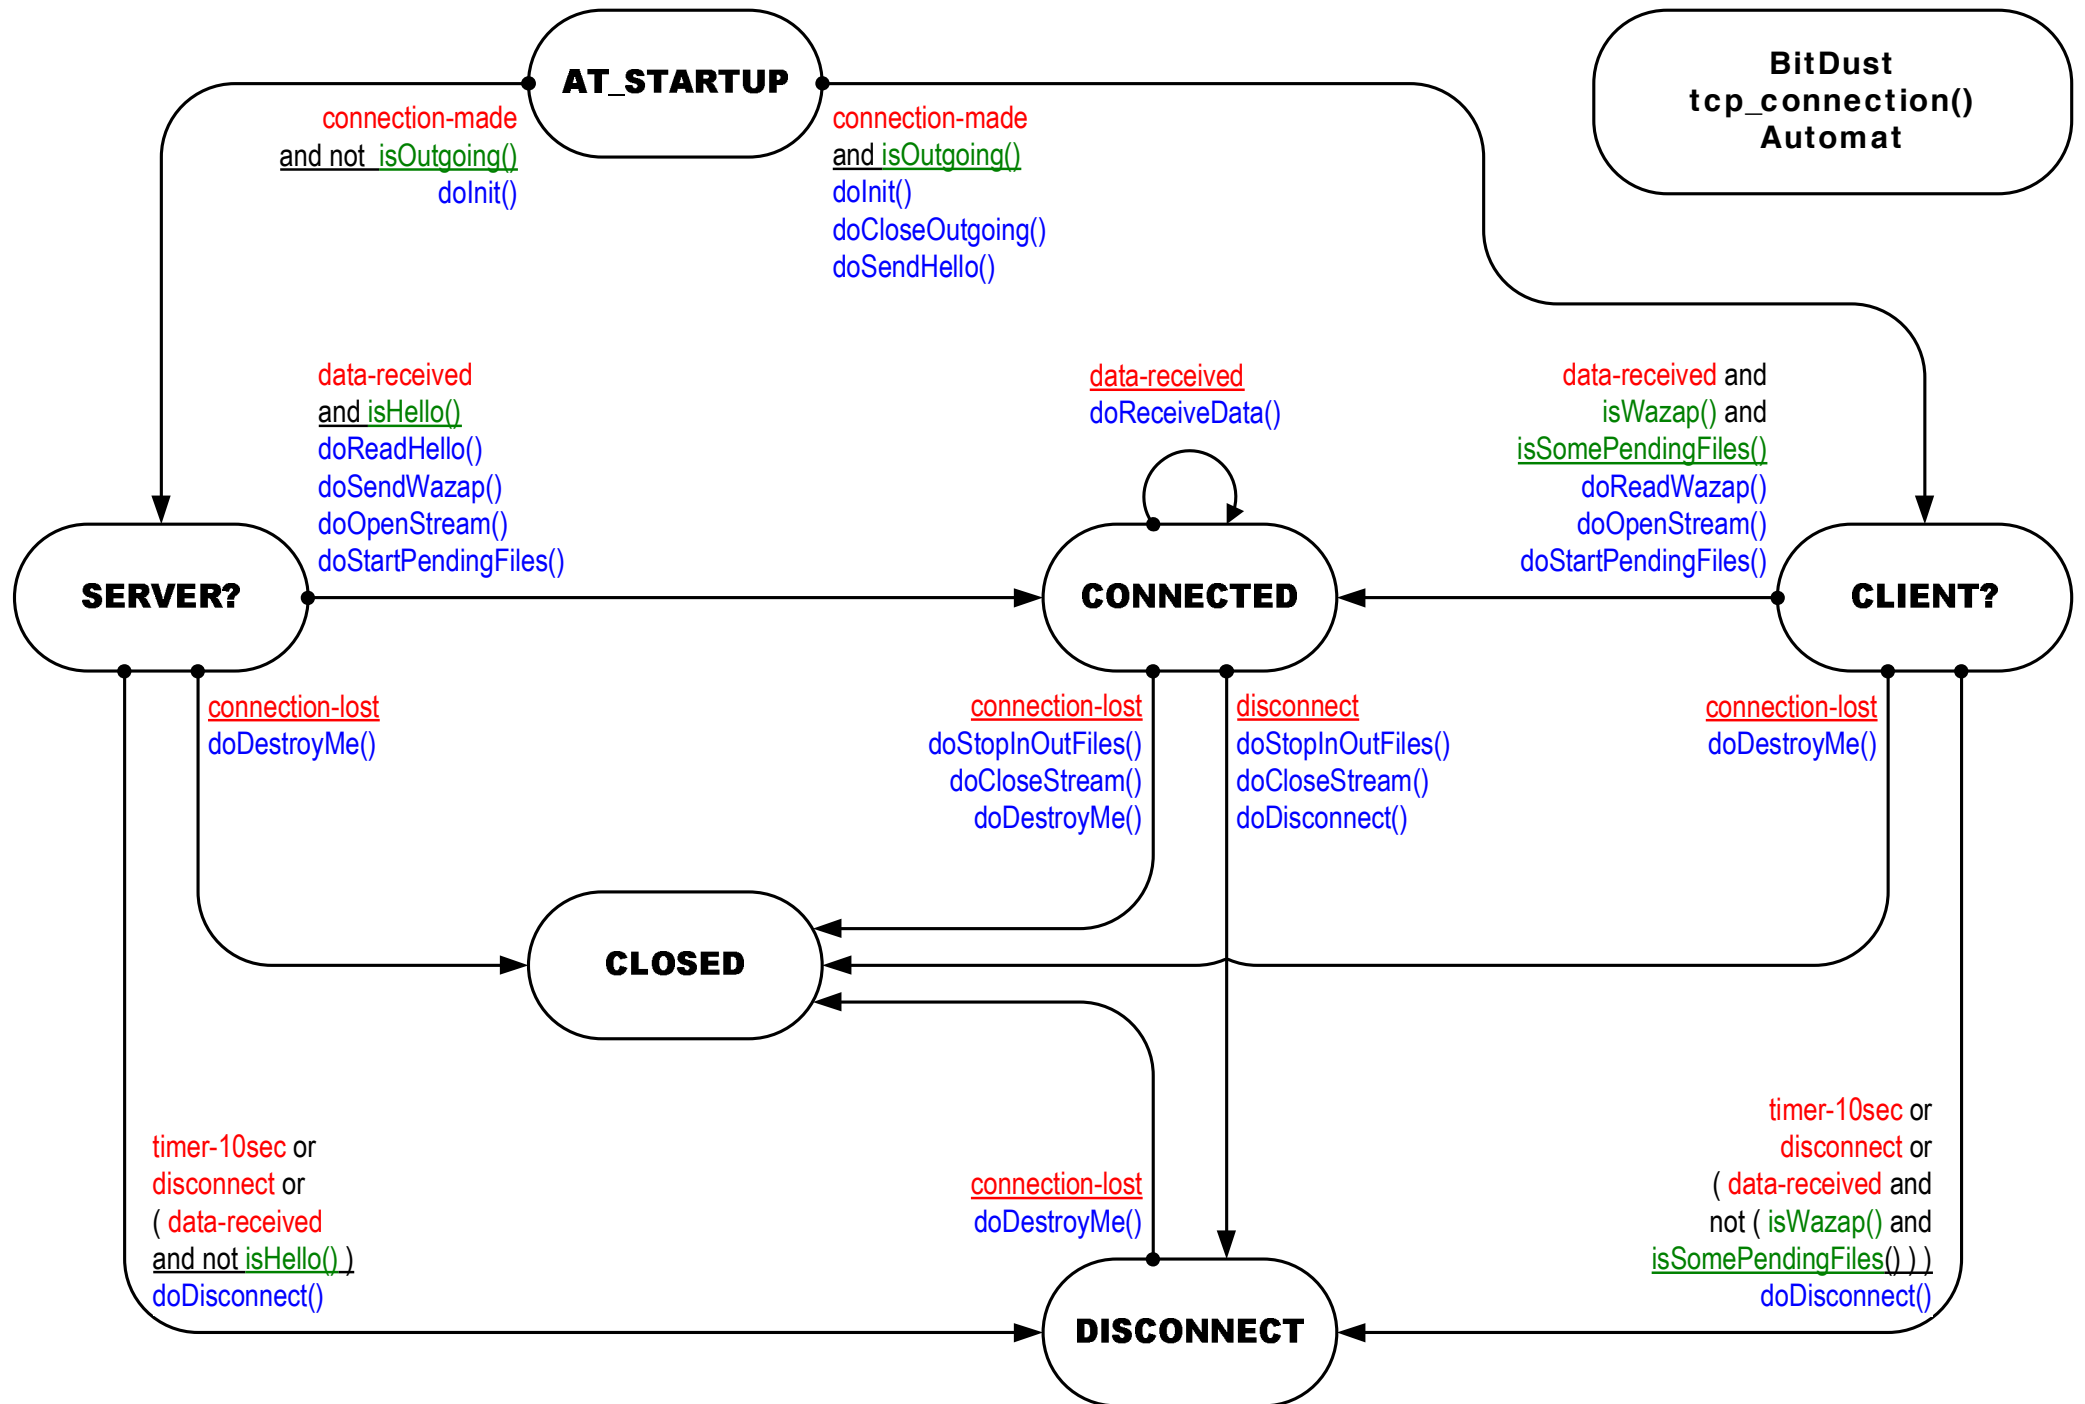 AT_STARTUP
BitDust
tcp_connection()
Automat
connection-made
and not  isOutgoing()
doInit()
connection-made
and isOutgoing()
doInit()
doCloseOutgoing()
doSendHello()
data-received
and isHello()
doReadHello()
doSendWazap()
doOpenStream()
doStartPendingFiles()
data-received
doReceiveData()
data-received and
isWazap() and
isSomePendingFiles()
doReadWazap()
doOpenStream()
doStartPendingFiles()
SERVER?
CONNECTED
CLIENT?
connection-lost
doDestroyMe()
connection-lost
doStopInOutFiles()
doCloseStream()
doDestroyMe()
disconnect
doStopInOutFiles()
doCloseStream()
doDisconnect()
connection-lost
doDestroyMe()
CLOSED
timer-10sec or
disconnect or
( data-received
and not isHello() )
doDisconnect()
connection-lost
doDestroyMe()
timer-10sec or
disconnect or
( data-received and
not ( isWazap() and
isSomePendingFiles() ) )
doDisconnect()
DISCONNECT